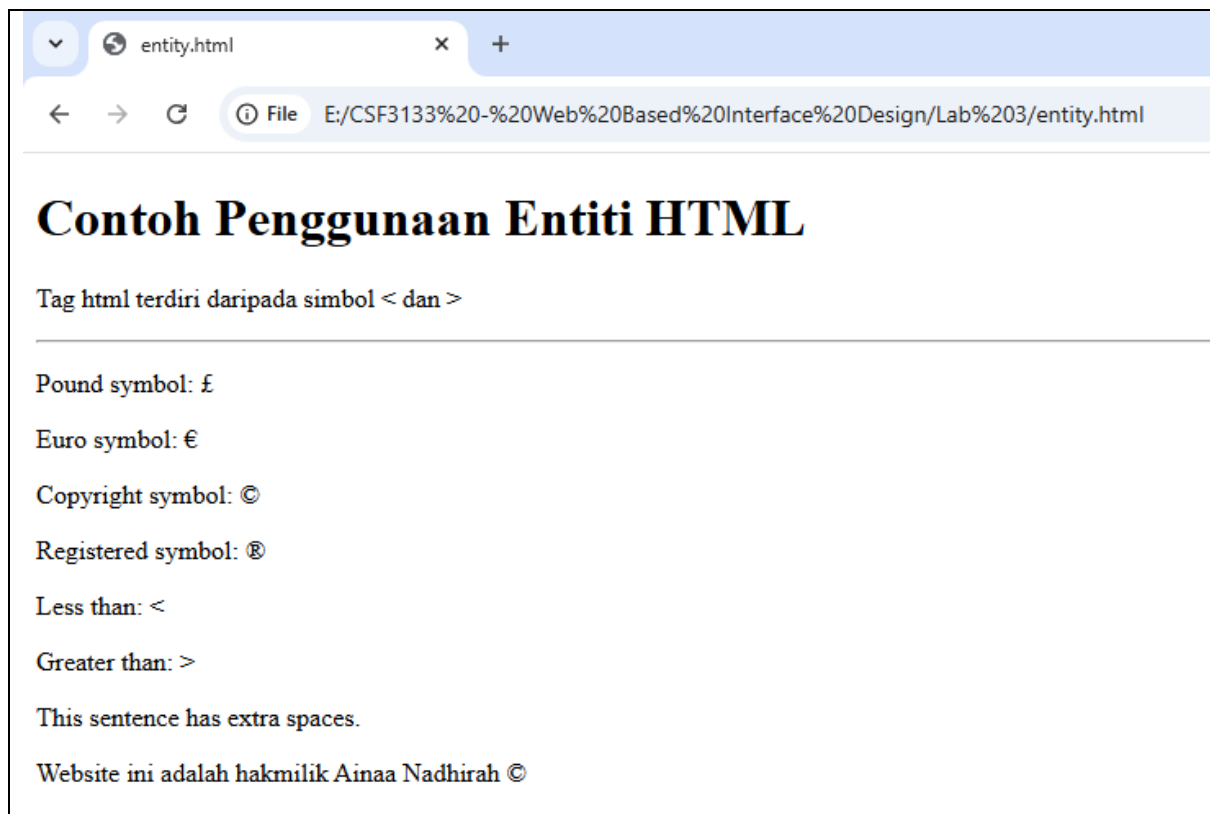 entity.html
File E:/CSF3133%20-%20Web%20Based%20Interface%20Design/Lab%203/entity.html
Contoh Penggunaan Entiti HTML
Tag html terdiri daripada simbol < dan >
Pound symbol: £
Euro symbol: €
Copyright symbol: ©
Registered symbol: ®
Less than: <
Greater than: >
This sentence has extra spaces.
Website ini adalah hakmilik Ainaa Nadhirah ©